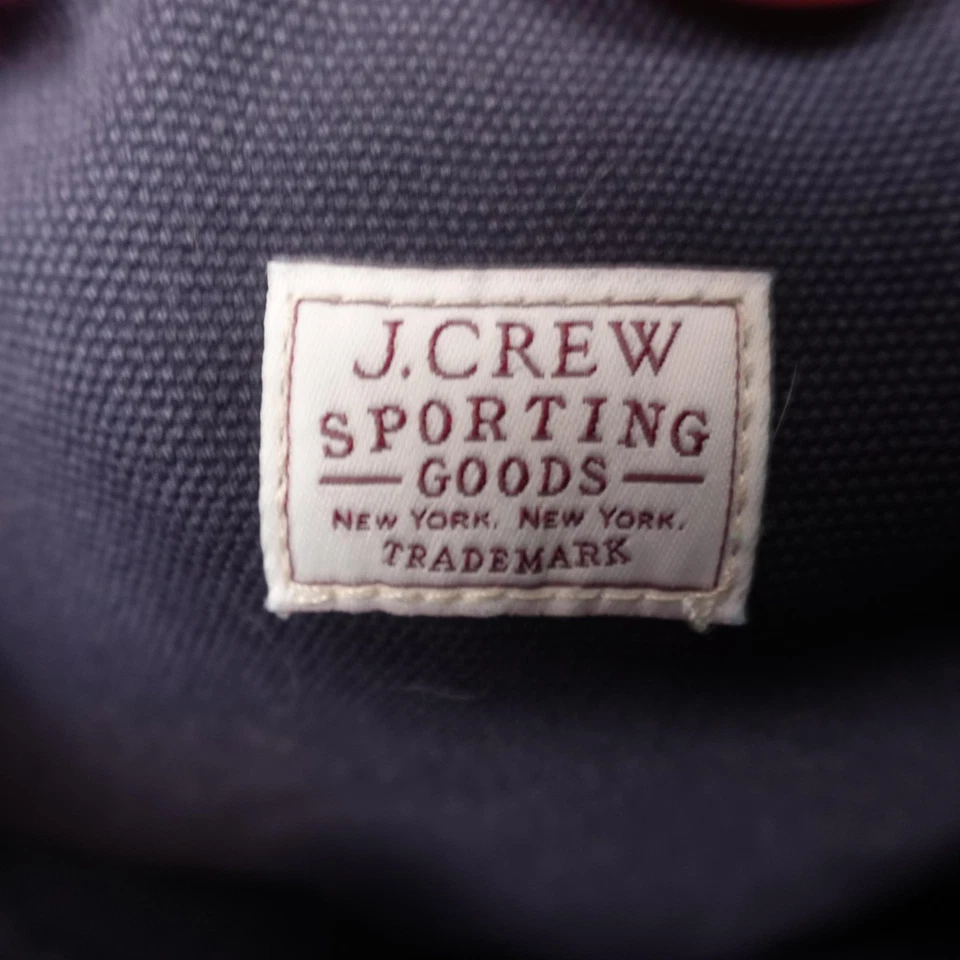 J.CREW
SPORTING
GOODS
NEW YORK, NEW YORK.
TRADEMARK